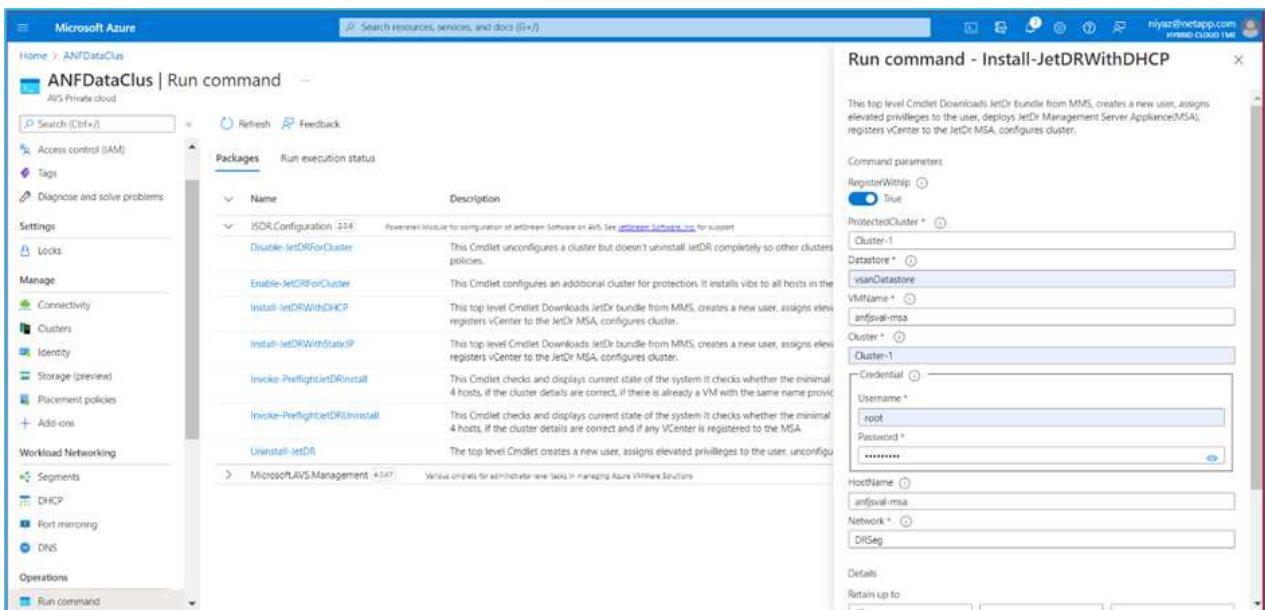 Microsoft Azure
Search resources, services, and docs (G+/)
niyaz@netapp.com
HYBRID CLOUD TME
Home > ANFDataClus
ANFDataClus | Run command
AVS Private cloud
Search (Ctrl+/)
Access control (IAM)
Tags
Diagnose and solve problems
Settings
Locks
Manage
Connectivity
Clusters
Identity
Storage (preview)
Placement policies
Add-ons
Workload Networking
Segments
DHCP
Port mirroring
DNS
Operations
Run command
Refresh
Feedback
Packages
Run execution status
Name
Description
JSDR.Configuration
Powershell Module for configuration of JetStream Software on AVS. See JetStream Software, Inc. for support
Disable-JetDRForCluster
This Cmdlet unconfigures a cluster but doesn't uninstall JetDR completely so other clusters
policies.
Enable-JetDRForCluster
This Cmdlet configures an additional cluster for protection. It installs vibs to all hosts in the
Install-JetDRWithDHCP
This top level Cmdlet Downloads JetDr bundle from MMS, creates a new user, assigns elev
registers vCenter to the JetDr MSA, configures cluster.
Install-JetDRWithStaticIP
This top level Cmdlet Downloads JetDr bundle from MMS, creates a new user, assigns elev
registers vCenter to the JetDr MSA, configures cluster.
Invoke-PreflightJetDRInstall
This Cmdlet checks and displays current state of the system It checks whether the minimal
4 hosts, if the cluster details are correct, if there is already a VM with the same name provid
Invoke-PreflightJetDRUninstall
This Cmdlet checks and displays current state of the system It checks whether the minimal
4 hosts, if the cluster details are correct and if any VCenter is registered to the MSA
Uninstall-JetDR
The top level Cmdlet creates a new user, assigns elevated privilleges to the user, unconfigu
Microsoft.AVS.Management
Various cmdlets for administrator level tasks in managing Azure VMWare Solutions
Run command - Install-JetDRWithDHCP
This top level Cmdlet Downloads JetDr bundle from MMS, creates a new user, assigns
elevated privilleges to the user, deploys JetDr Management Server Appliance(MSA),
registers vCenter to the JetDr MSA, configures cluster.
Command parameters
RegisterWithIp
True
ProtectedCluster *
Cluster-1
Datastore *
vsanDatastore
VMName *
anfjsval-msa
Cluster *
Cluster-1
Credential
Username *
root
Password *
•••••••••
HostName
anfjsval-msa
Network *
DRSeg
Details
Retain up to